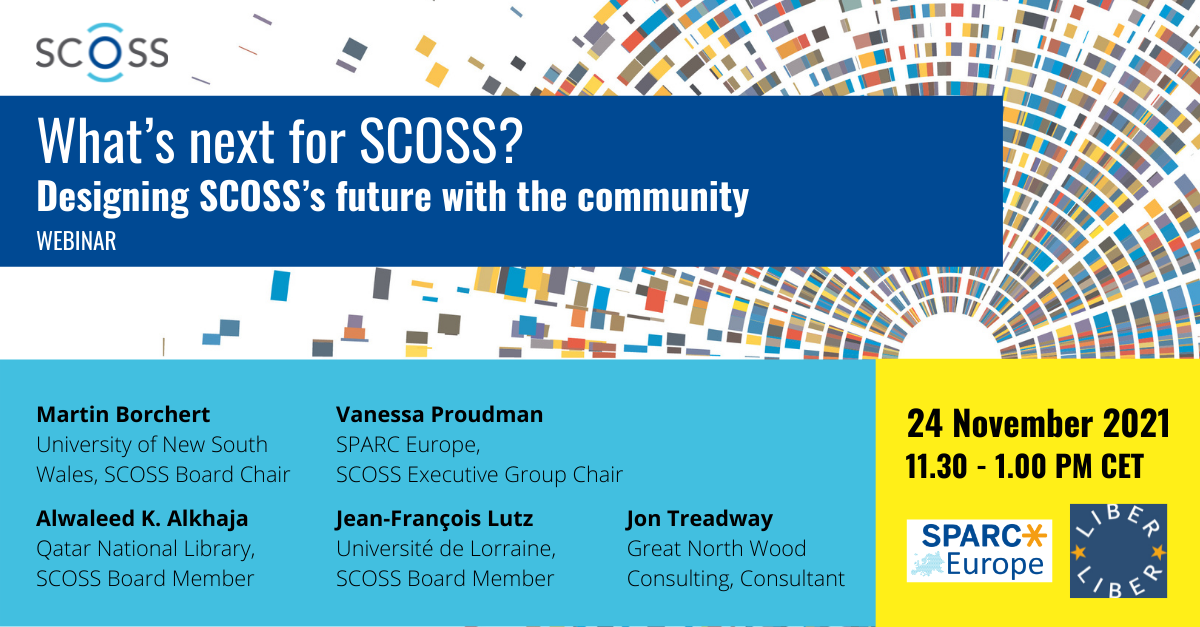 SCOSS
What's next for SCOSS?
Designing SCOSS's future with the community
WEBINAR
Martin Borchert
University of New South
Wales, SCOSS Board Chair
Vanessa Proudman
SPARC Europe,
SCOSS Executive Group Chair
Alwaleed K. Alkhaja
Qatar National Library,
SCOSS Board Member
Jean-François Lutz
Université de Lorraine,
SCOSS Board Member
Jon Treadway
Great North Wood
Consulting, Consultant
24 November 2021
11.30 - 1.00 PM CET
SPARC
Europe
LIBER
LIBER